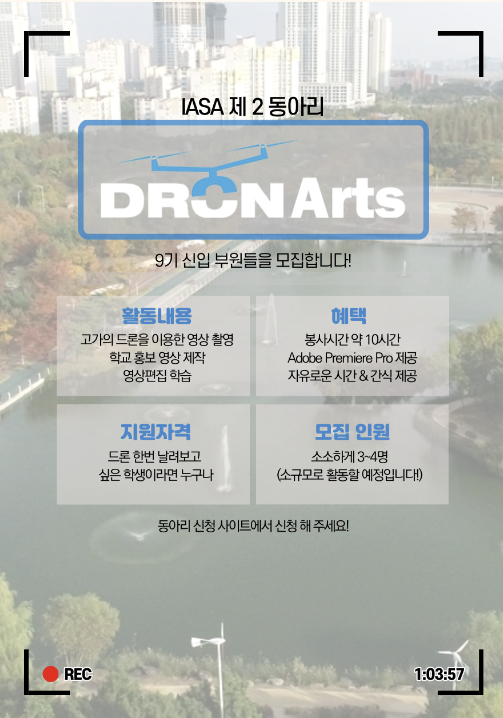 IASA 제 2 동아리
DRON Arts
9기 신입 부원들을 모집합니다!
활동내용
고가의 드론을 이용한 영상 촬영
학교 홍보 영상 제작
영상편집 학습
혜택
봉사시간 약 10시간
Adobe Premiere Pro 제공
자유로운 시간 & 간식 제공
지원자격
드론 한번 날려보고
싶은 학생이라면 누구나
모집 인원
소소하게 3~4명
(소규모로 활동할 예정입니다!)
동아리 신청 사이트에서 신청 해 주세요!
REC
1:03:57